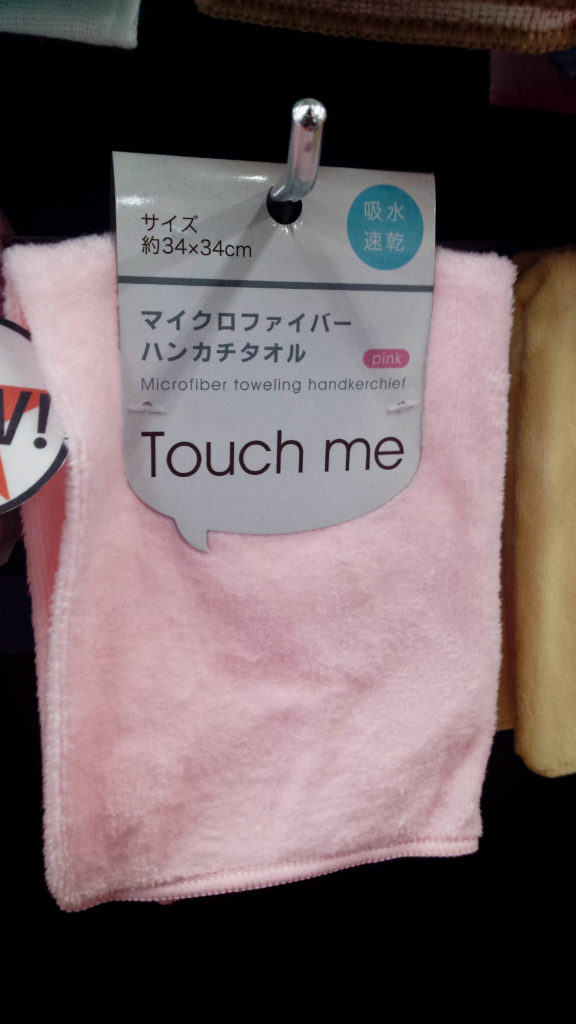 サイズ
約34×34cm
吸水
速乾
マイクロファイバー
ハンカチタオル
pink
Microfiber toweling handkerchief
Touch me